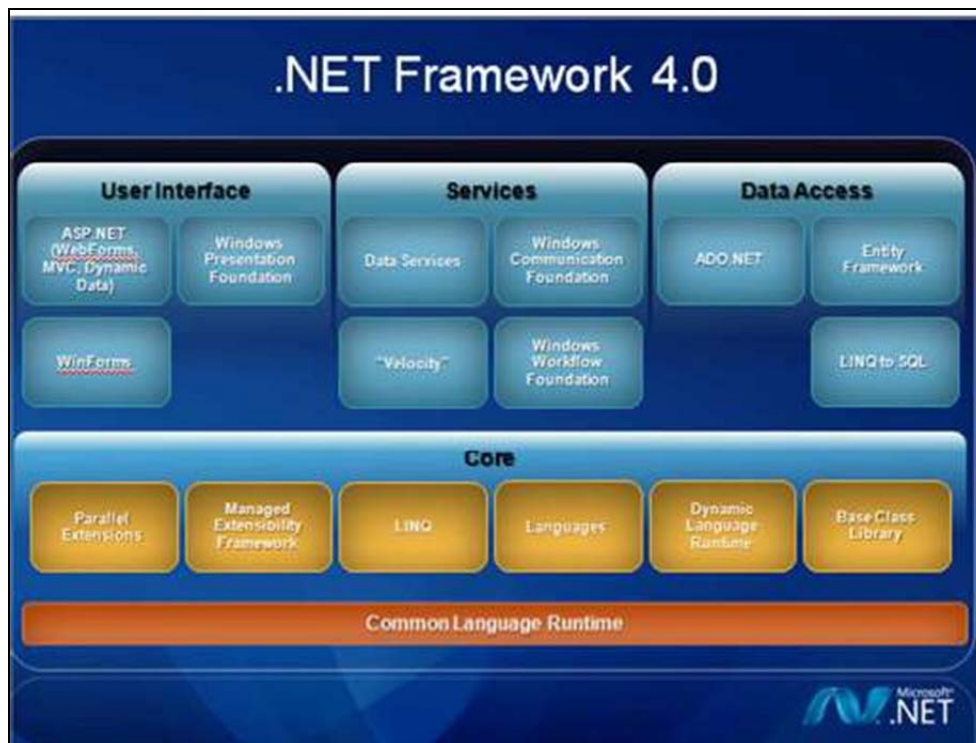 .NET Framework 4.0
User Interface
ASP.NET
(WebForms,
MVC, Dynamic
Data)
Windows
Presentation
Foundation
WinForms
Services
Data Services
Windows
Communication
Foundation
"Velocity"
Windows
Workflow
Foundation
Data Access
ADO.NET
Entity
Framework
LINQ to SQL
Core
Parallel
Extensions
Managed
Extensibility
Framework
LINQ
Languages
Dynamic
Language
Runtime
Base Class
Library
Common Language Runtime
Microsoft®
.NET